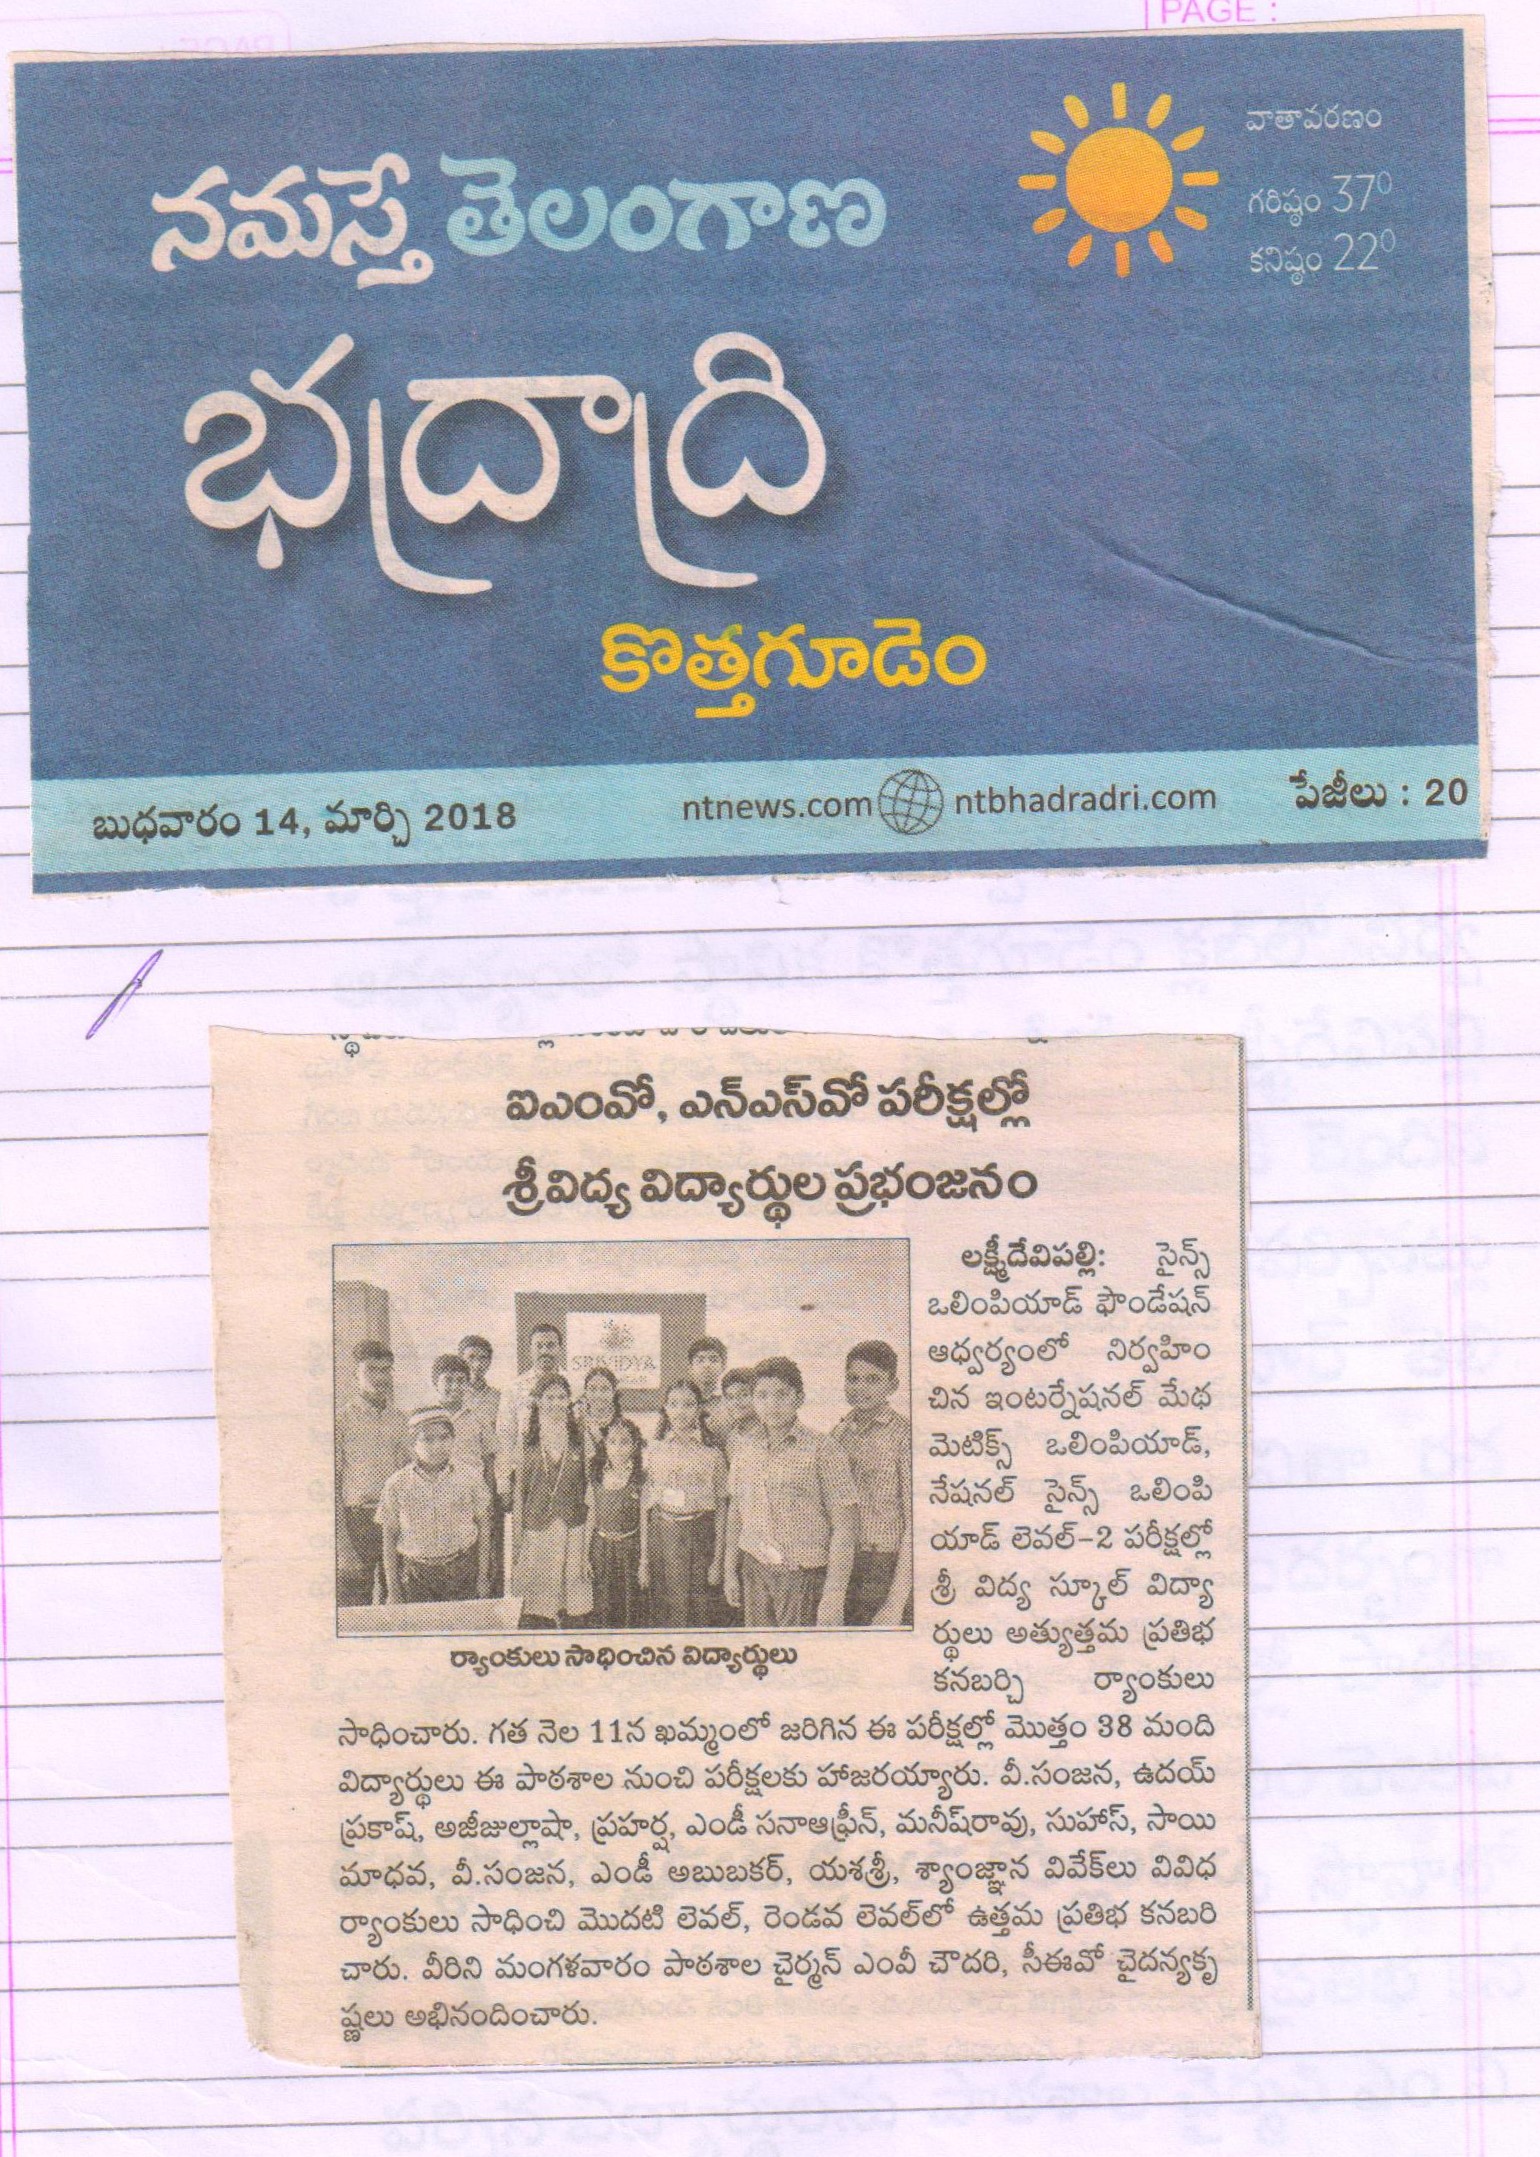 PAGE :
వాతావరణం
నమస్తే తెలంగాణ
గరిష్ఠం 37⁰
కనిష్ఠం 22⁰
భద్రాద్రి
కొత్తగూడెం
బుధవారం 14, మార్చి 2018 ntnews.com ntbhadradri.com పేజీలు : 20
ఐఎంవో, ఎన్ఎస్‌వో పరీక్షల్లో
శ్రీవిద్య విద్యార్థుల ప్రభంజనం
SRIVIDYA
ర్యాంకులు సాధించిన విద్యార్థులు
లక్ష్మీదేవిపల్లి: సైన్స్
ఒలింపియాడ్ ఫౌండేషన్
ఆధ్వర్యంలో నిర్వహిం
చిన ఇంటర్నేషనల్ మేథ
మెటిక్స్ ఒలింపియాడ్,
నేషనల్ సైన్స్ ఒలింపి
యాడ్ లెవల్-2 పరీక్షల్లో
శ్రీ విద్య స్కూల్ విద్యా
ర్థులు అత్యుత్తమ ప్రతిభ
కనబర్చి ర్యాంకులు
సాధించారు. గత నెల 11న ఖమ్మంలో జరిగిన ఈ పరీక్షల్లో మొత్తం 38 మంది
విద్యార్థులు ఈ పాఠశాల నుంచి పరీక్షలకు హాజరయ్యారు. వీ.సంజన, ఉదయ్
ప్రకాష్, అజీజుల్లాషా, ప్రహర్ష, ఎండీ సనాఆఫ్రీన్, మనీష్‌రావు, సుహాస్, సాయి
మాధవ, వీ.సంజన, ఎండీ అబుబకర్, యశశ్రీ, శ్యాంజ్ఞాన వివేక్‌లు వివిధ
ర్యాంకులు సాధించి మొదటి లెవల్, రెండవ లెవల్‌లో ఉత్తమ ప్రతిభ కనబరి
చారు. వీరిని మంగళవారం పాఠశాల చైర్మన్ ఎంవీ చౌదరి, సీఈవో చైదన్యకృ
ష్ణలు అభినందించారు.